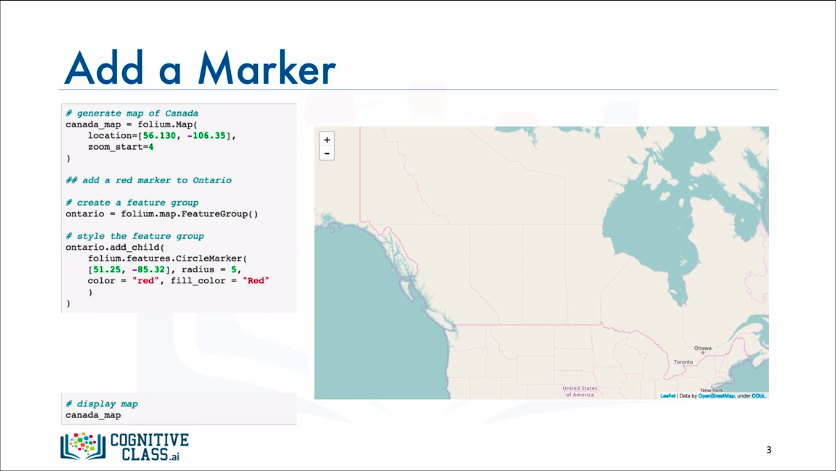 Add a Marker
# generate map of Canada
canada_map = folium.Map(
    location=[56.130, -106.35],
    zoom_start=4
)
## add a red marker to Ontario
# create a feature group
ontario = folium.map.FeatureGroup()
# style the feature group
ontario.add_child(
    folium.features.CircleMarker(
    [51.25, -85.32], radius = 5,
    color = "red", fill_color = "Red"
    )
)
# display map
canada_map
+
-
Ottawa
Toronto
New York
United States
of America
Leaflet | Data by OpenStreetMap, under ODbL.
COGNITIVE
CLASS.ai
3